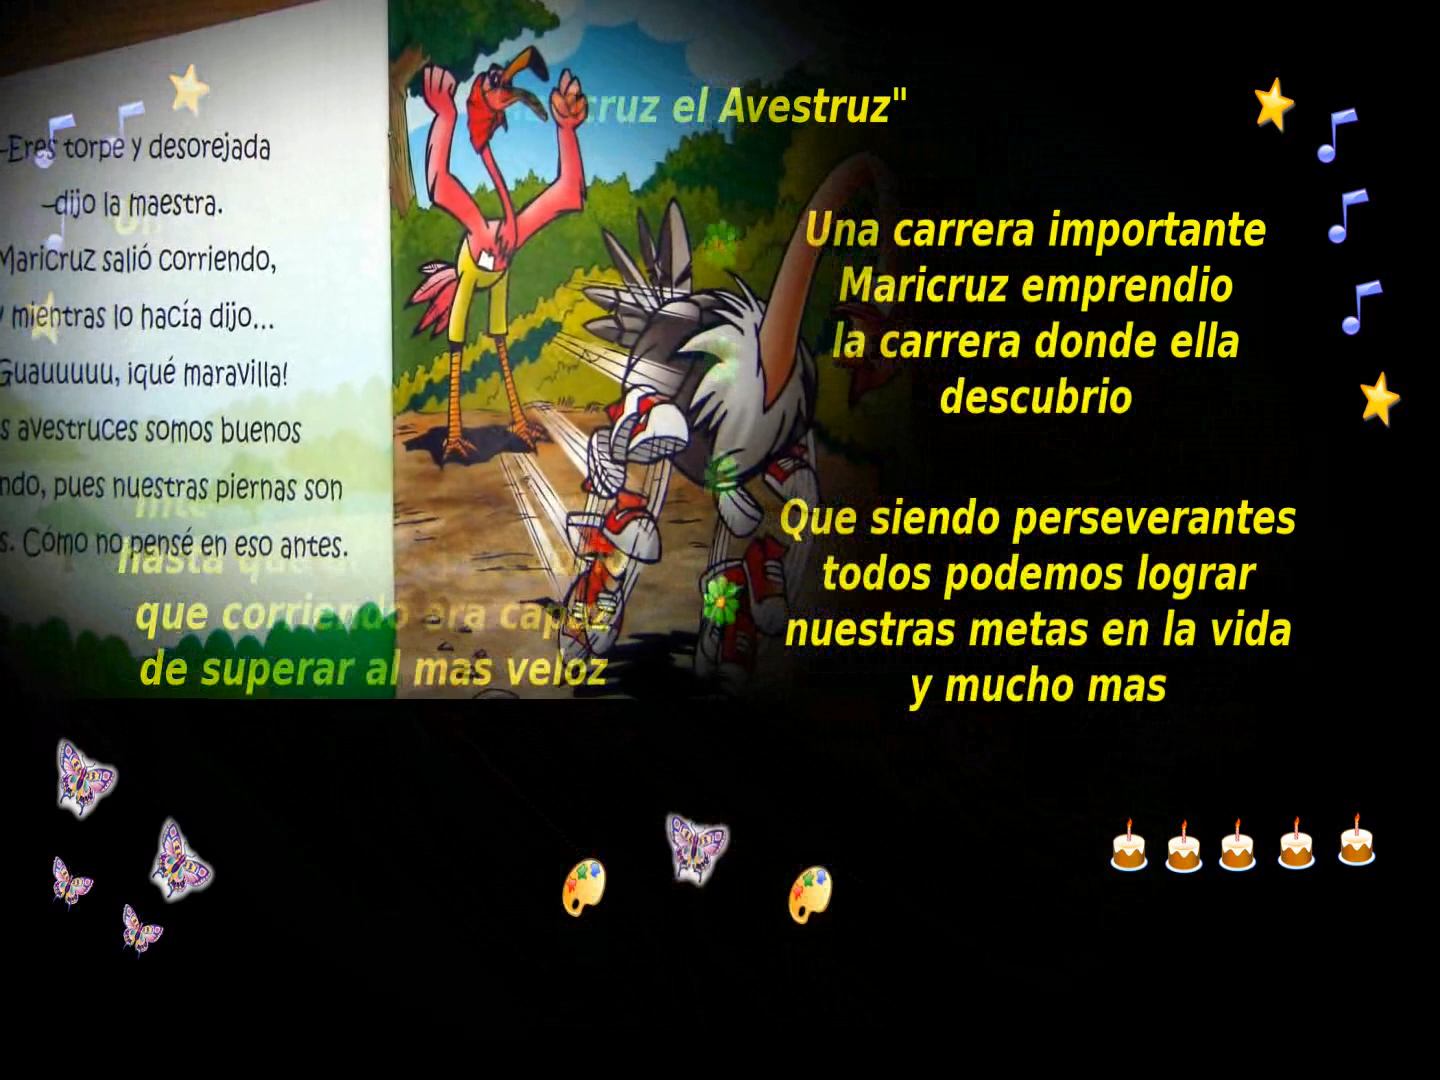 cruz el Avestruz"
-Eres torpe y desorejada
-dijo la maestra.
Maricruz salió corriendo,
y mientras lo hacía dijo...
Guauuuuu, ¡qué maravilla!
s avestruces somos buenos
ndo, pues nuestras piernas son
s. Cómo no pensé en eso antes.
hasta que
que corriendo era capaz
de superar al mas veloz
Una carrera importante
Maricruz emprendio
la carrera donde ella
descubrio
Que siendo perseverantes
todos podemos lograr
nuestras metas en la vida
y mucho mas